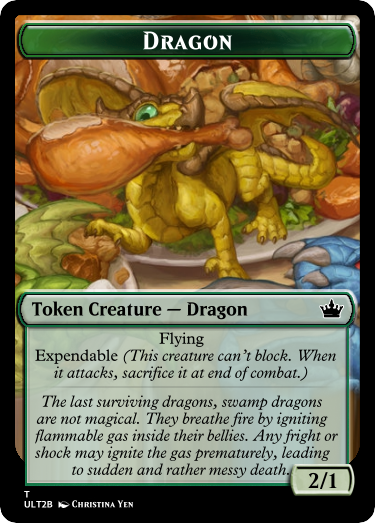 DRAGON
Token Creature — Dragon
Flying
Expendable (This creature can't block. When
it attacks, sacrifice it at end of combat.)
The last surviving dragons, swamp dragons
are not magical. They breathe fire by igniting
flammable gas inside their bellies. Any fright or
shock may ignite the gas prematurely, leading
to sudden and rather messy death.
2/1
T
ULT2B CHRISTINA YEN